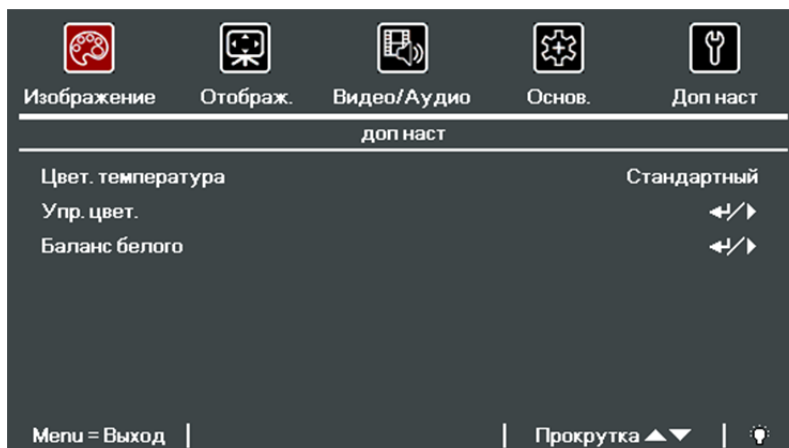 Изображение Отображ. Видео/Аудио Основ. Доп наст
доп наст
Цвет. температура Стандартный
Упр. цвет.
Баланс белого
Menu = Выход Прокрутка